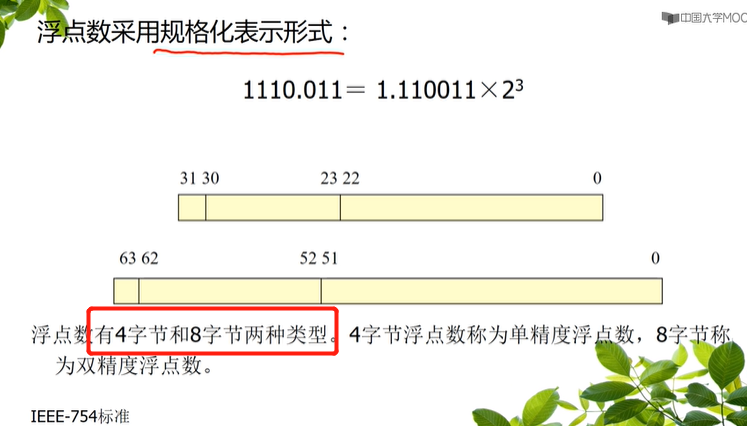 中国大学MOO
浮点数采用规格化表示形式：
1110.011＝ 1.110011×2³
31 30 23 22 0
63 62 52 51 0
浮点数有4字节和8字节两种类型。4字节浮点数称为单精度浮点数，8字节称
为双精度浮点数。
IEEE-754标准